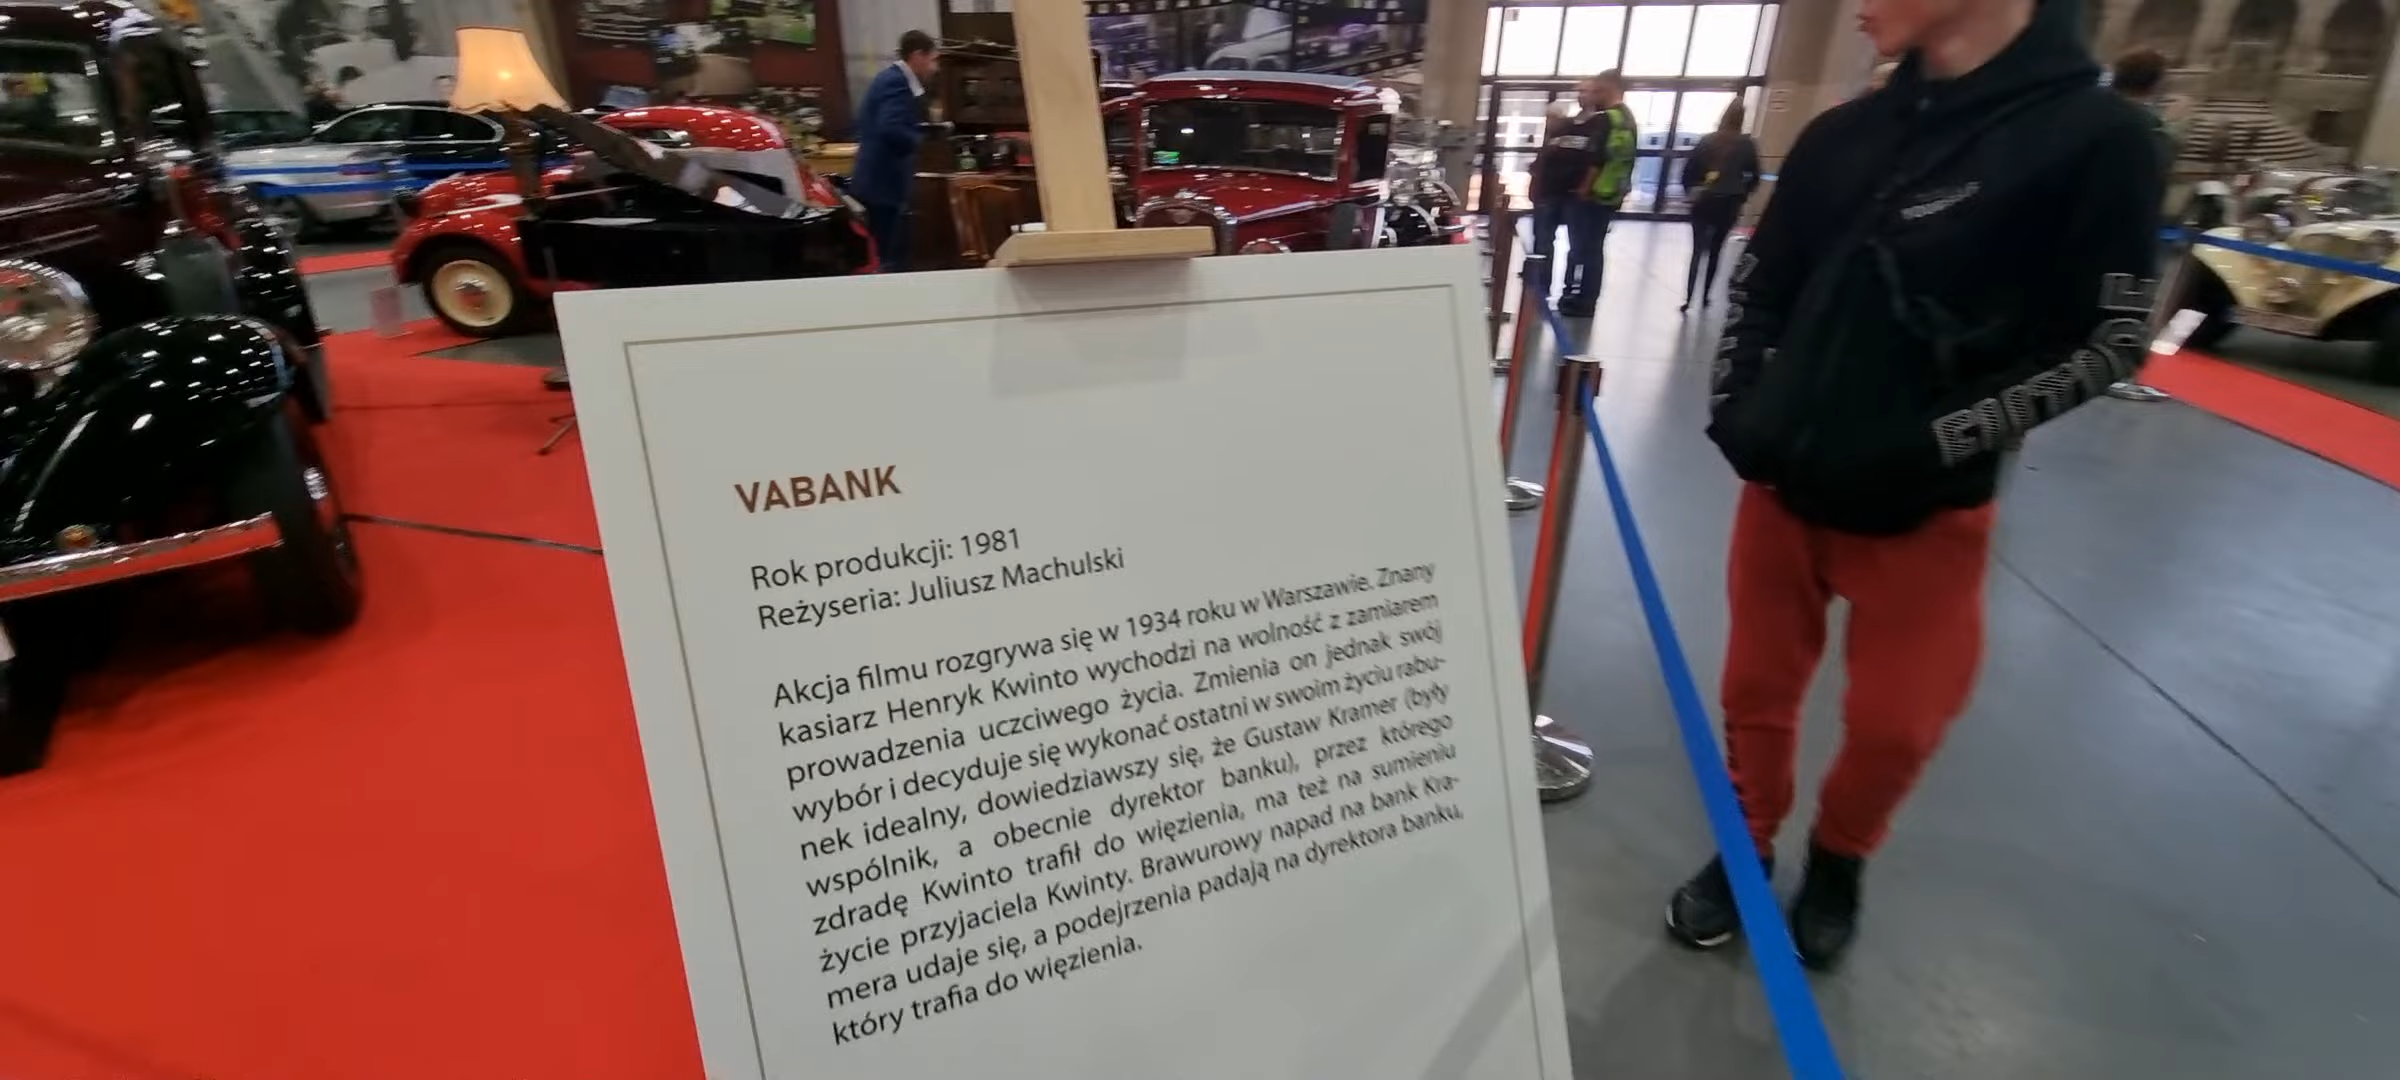 VABANK
Rok produkcji: 1981
Reżyseria: Juliusz Machulski
Akcja filmu rozgrywa się w 1934 roku w Warszawie. Znany
kasiarz Henryk Kwinto wychodzi na wolność z zamiarem
prowadzenia uczciwego życia. Zmienia on jednak swój
wybór i decyduje się wykonać ostatni w swoim życiu rabu-
nek idealny, dowiedziawszy się, że Gustaw Kramer (były
wspólnik, a obecnie dyrektor banku), przez którego
zdradę Kwinto trafił do więzienia, ma też na sumieniu
życie przyjaciela Kwinty. Brawurowy napad na bank Kra-
mera udaje się, a podejrzenia padają na dyrektora banku,
który trafia do więzienia.